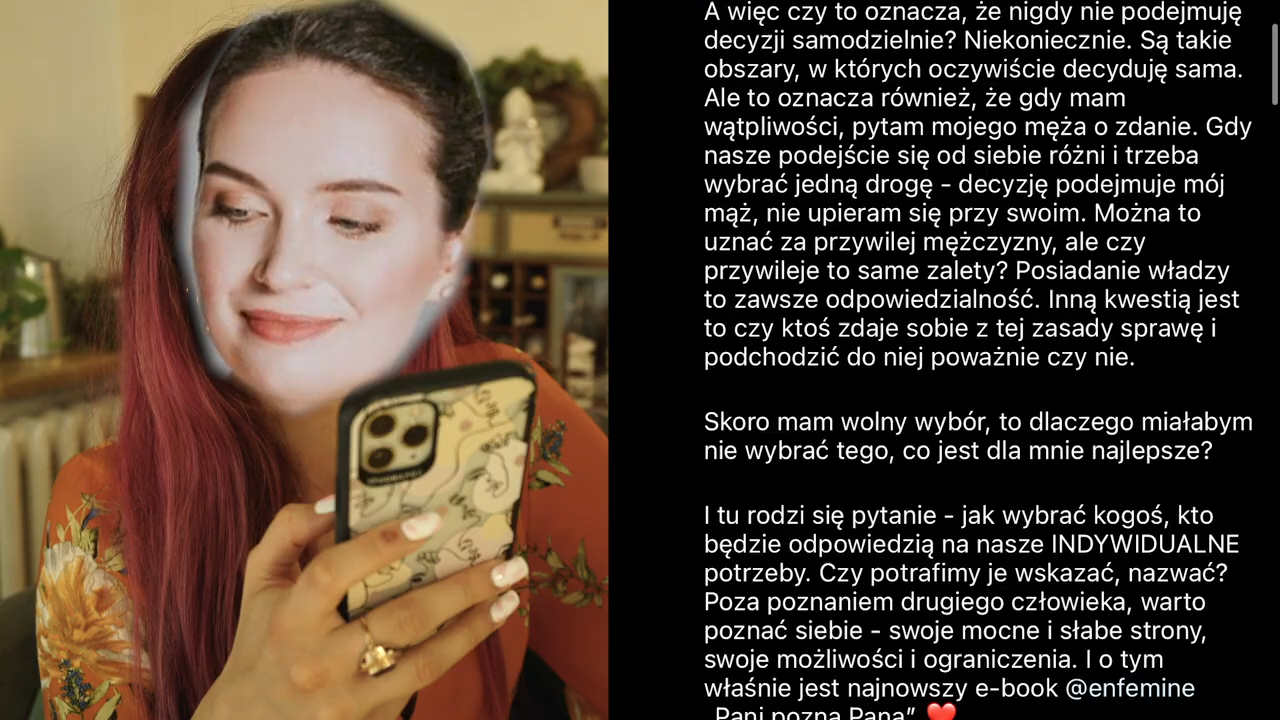 A więc czy to oznacza, że nigdy nie podejmuję
decyzji samodzielnie? Niekoniecznie. Są takie
obszary, w których oczywiście decyduję sama.
Ale to oznacza również, że gdy mam
wątpliwości, pytam mojego męża o zdanie. Gdy
nasze podejście się od siebie różni i trzeba
wybrać jedną drogę - decyzję podejmuje mój
mąż, nie upieram się przy swoim. Można to
uznać za przywilej mężczyzny, ale czy
przywileje to same zalety? Posiadanie władzy
to zawsze odpowiedzialność. Inną kwestią jest
to czy ktoś zdaje sobie z tej zasady sprawę i
podchodzić do niej poważnie czy nie.
Skoro mam wolny wybór, to dlaczego miałabym
nie wybrać tego, co jest dla mnie najlepsze?
I tu rodzi się pytanie - jak wybrać kogoś, kto
będzie odpowiedzią na nasze INDYWIDUALNE
potrzeby. Czy potrafimy je wskazać, nazwać?
Poza poznaniem drugiego człowieka, warto
poznać siebie - swoje mocne i słabe strony,
swoje możliwości i ograniczenia. I o tym
właśnie jest najnowszy e-book @enfemine
„Pani pozna Pana” ❤️